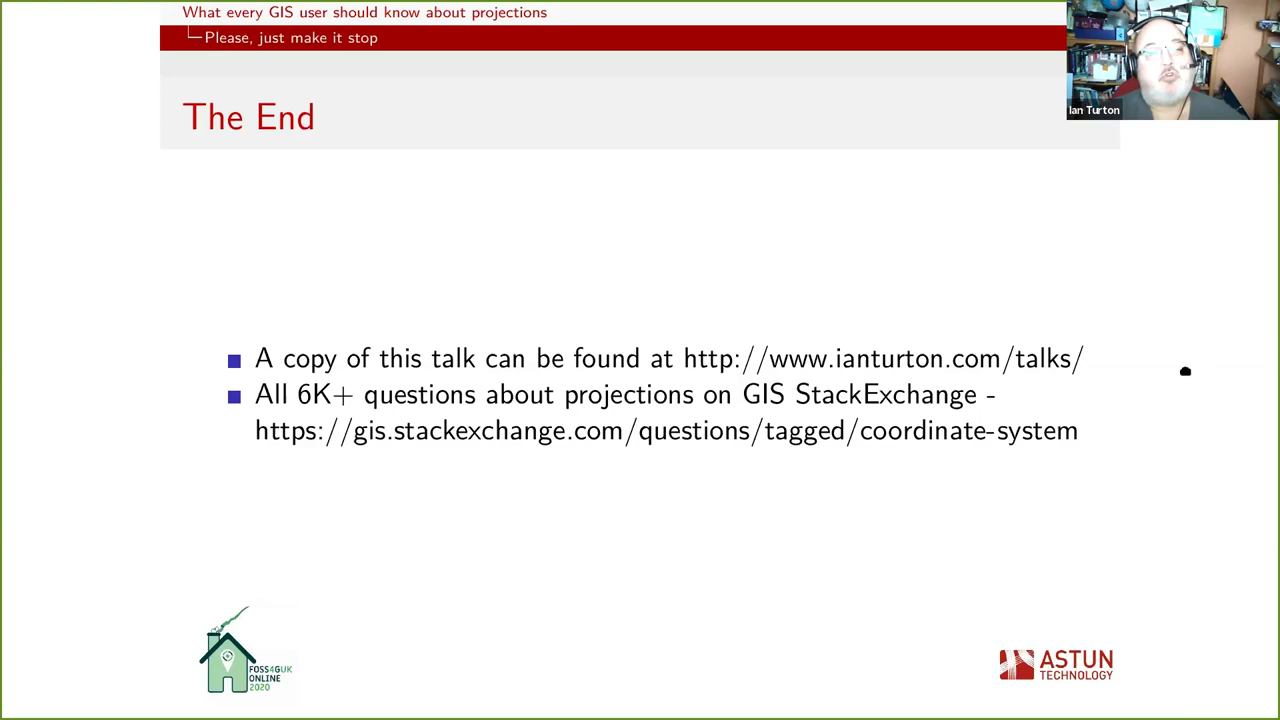 What every GIS user should know about projections
Please, just make it stop
Ian Turton
The End
A copy of this talk can be found at http://www.ianturton.com/talks/
All 6K+ questions about projections on GIS StackExchange -
https://gis.stackexchange.com/questions/tagged/coordinate-system
FOSS4GUK
ONLINE
2020
ASTUN
TECHNOLOGY